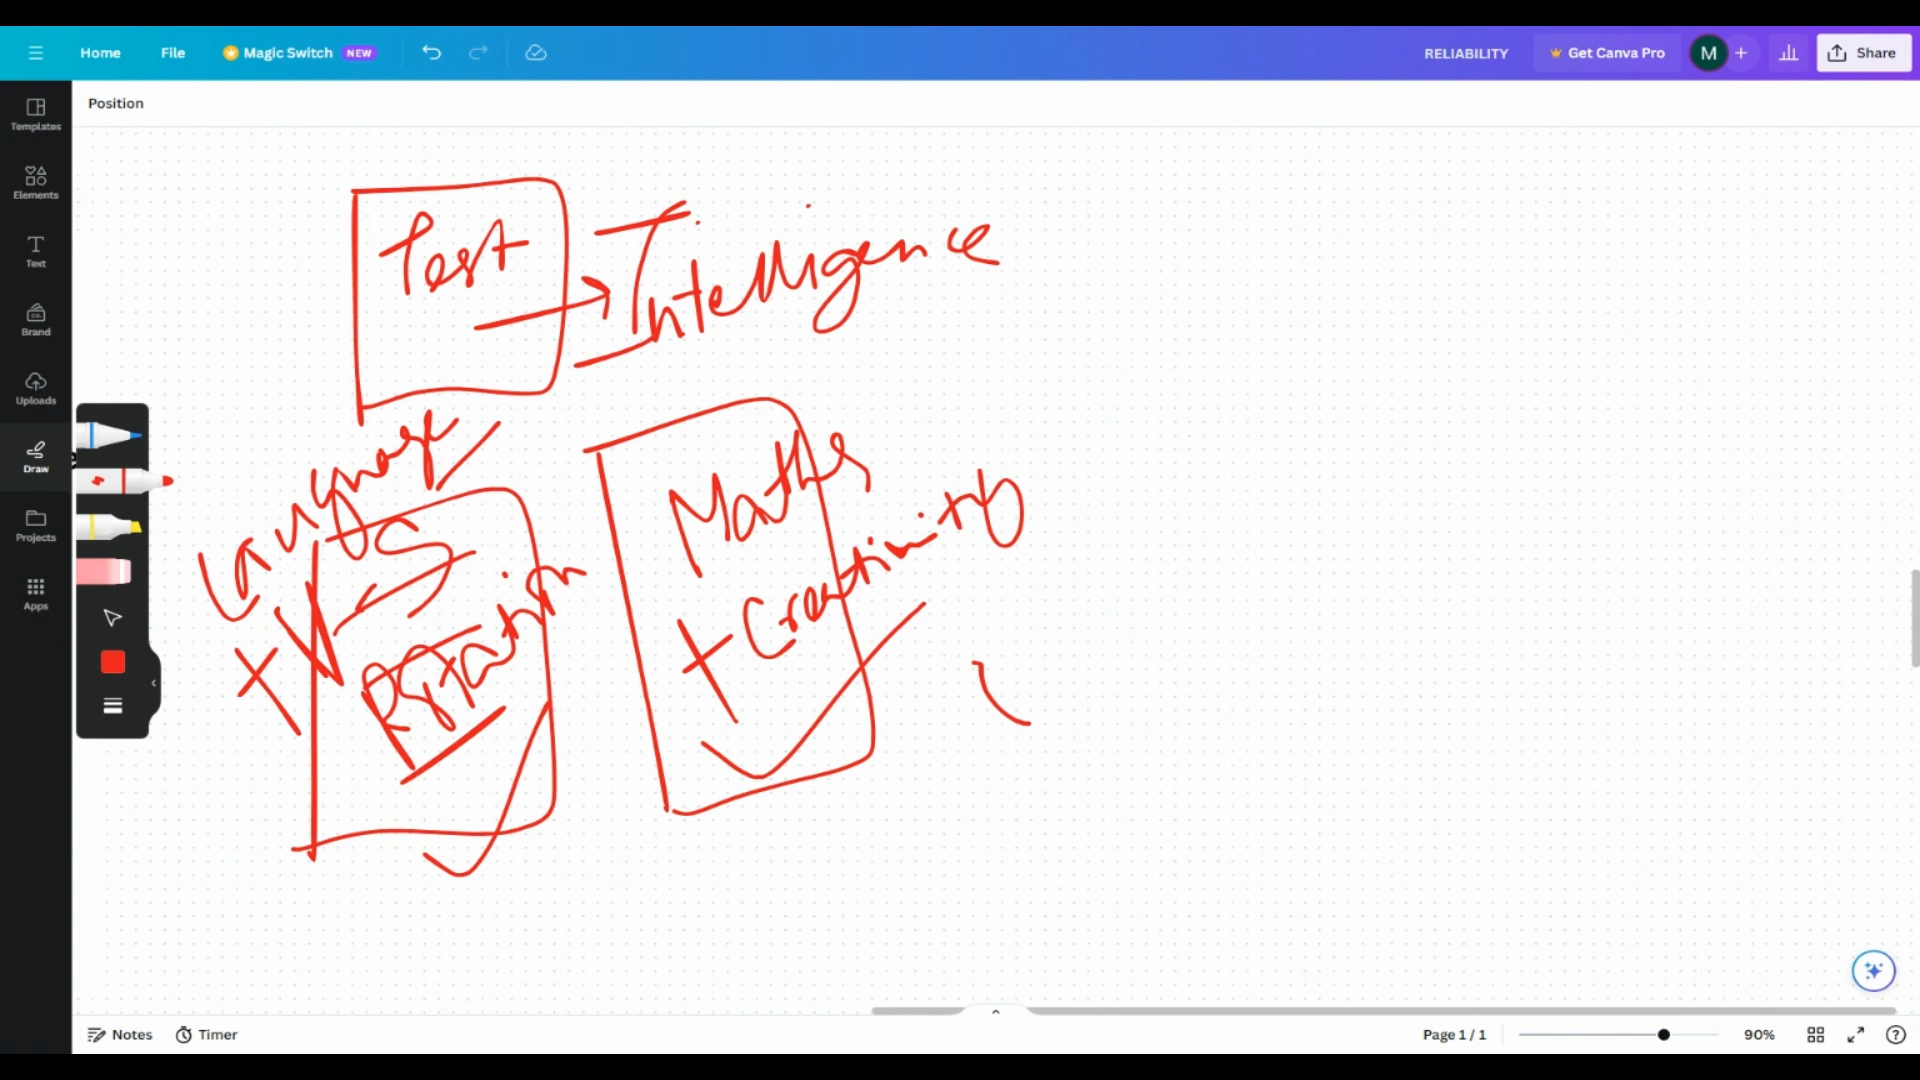 Home File Magic Switch NEW RELIABILITY Get Canva Pro M + Share
Templates
Elements
Text
Brand
Uploads
Draw
Projects
Apps
Position
Test
Intelligence
Language
+
Maths
+ Creativity
Notes Timer Page 1 / 1 90%